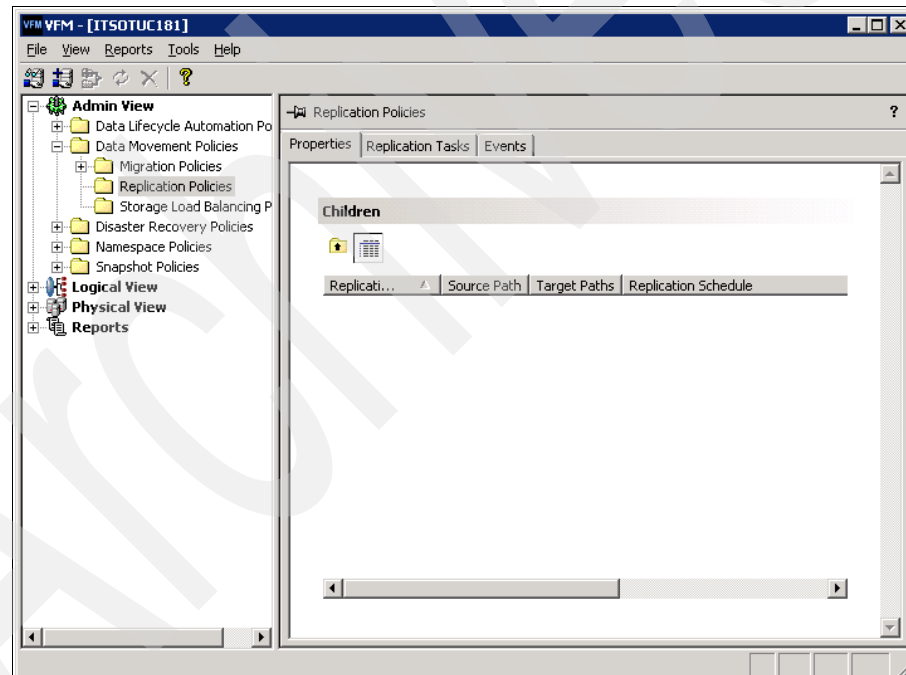 VFM VFM - [ITSOTUC181]
File View Reports Tools Help
Admin View
Data Lifecycle Automation Po
Data Movement Policies
Migration Policies
Replication Policies
Storage Load Balancing P
Disaster Recovery Policies
Namespace Policies
Snapshot Policies
Logical View
Physical View
Reports
Replication Policies ?
Properties Replication Tasks Events
Children
Replicati... Source Path Target Paths Replication Schedule